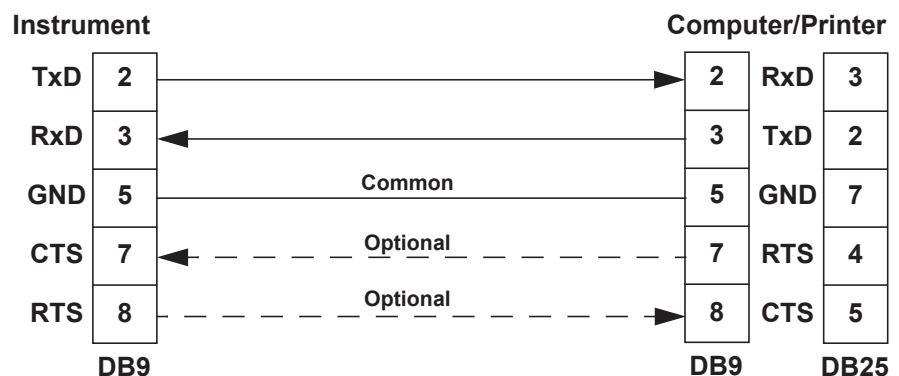 Instrument Computer/Printer
TxD 2 2 RxD 3
RxD 3 3 TxD 2
Common
GND 5 5 GND 7
Optional
CTS 7 7 RTS 4
Optional
RTS 8 8 CTS 5
DB9 DB9 DB25